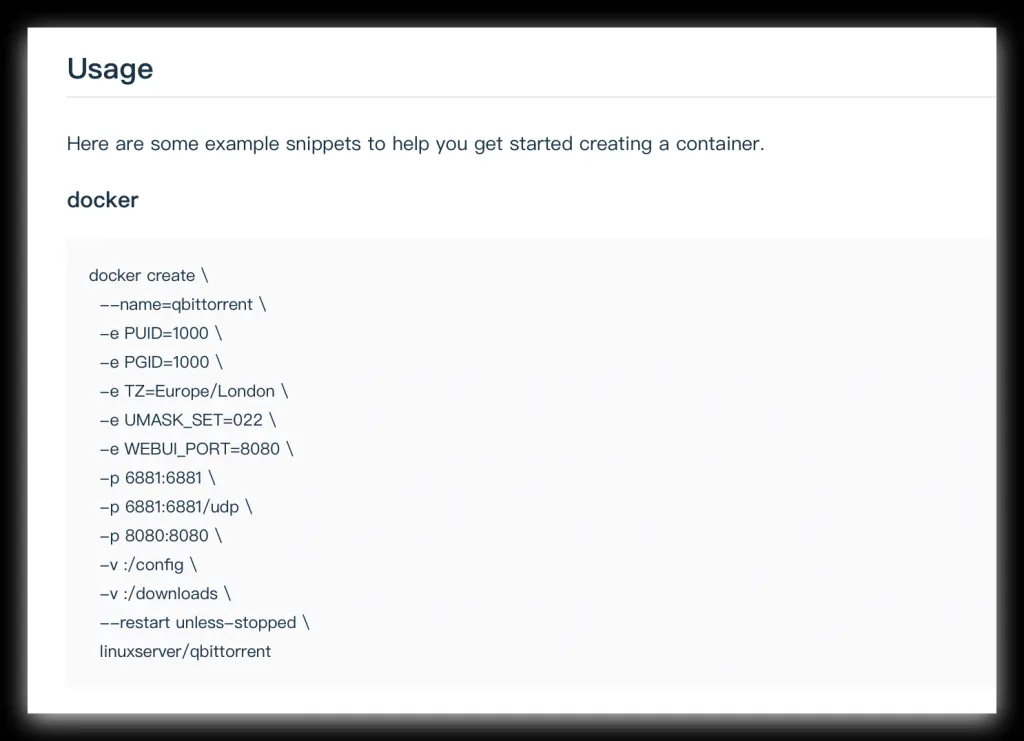 Usage
Here are some example snippets to help you get started creating a container.
docker
docker create \
--name=qbittorrent \
-e PUID=1000 \
-e PGID=1000 \
-e TZ=Europe/London \
-e UMASK_SET=022 \
-e WEBUI_PORT=8080 \
-p 6881:6881 \
-p 6881:6881/udp \
-p 8080:8080 \
-v :/config \
-v :/downloads \
--restart unless-stopped \
linuxserver/qbittorrent